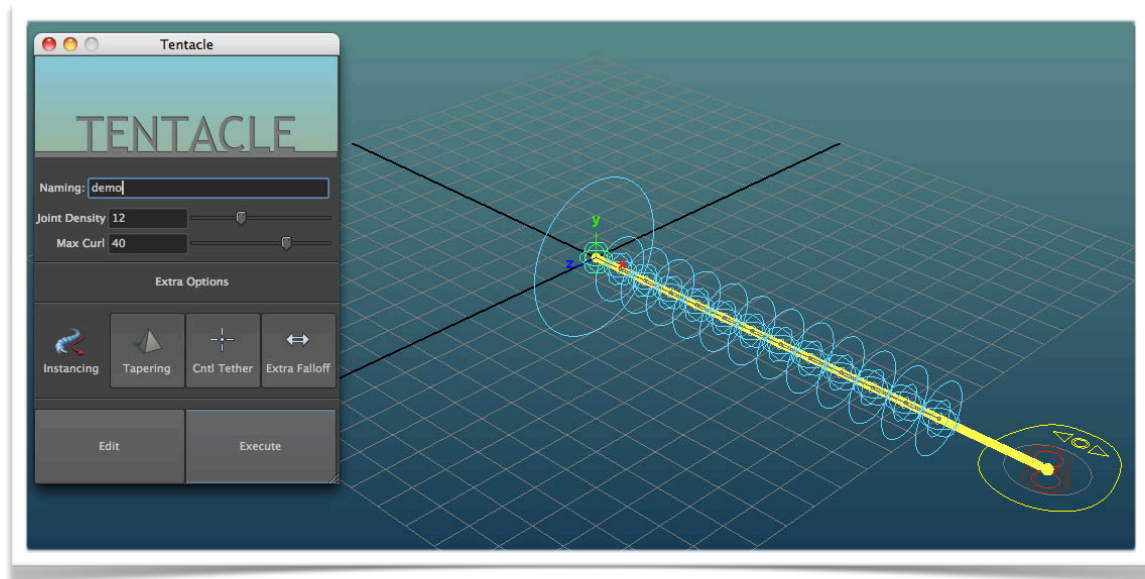 Tentacle
TENTACLE
Naming: demo
Joint Density 12
Max Curl 40
Extra Options
Instancing Tapering Cntl Tether Extra Falloff
Edit Execute
y
z x